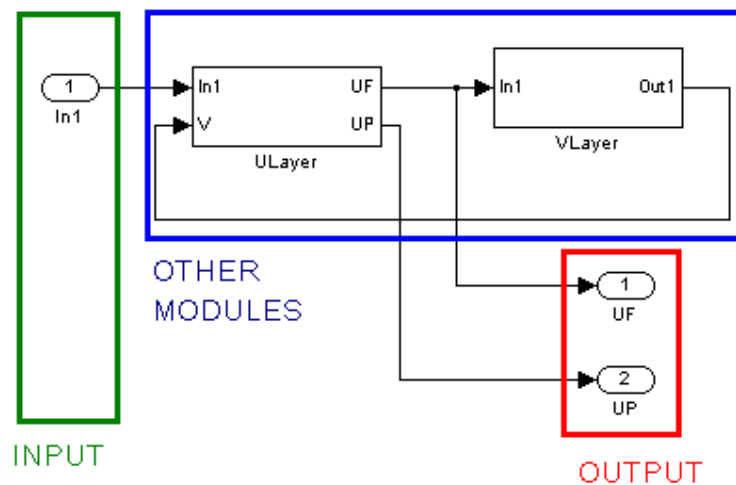 1
In1
In1
V
UF
UP
ULayer
In1
Out1
VLayer
OTHER
MODULES
1
UF
2
UP
INPUT
OUTPUT